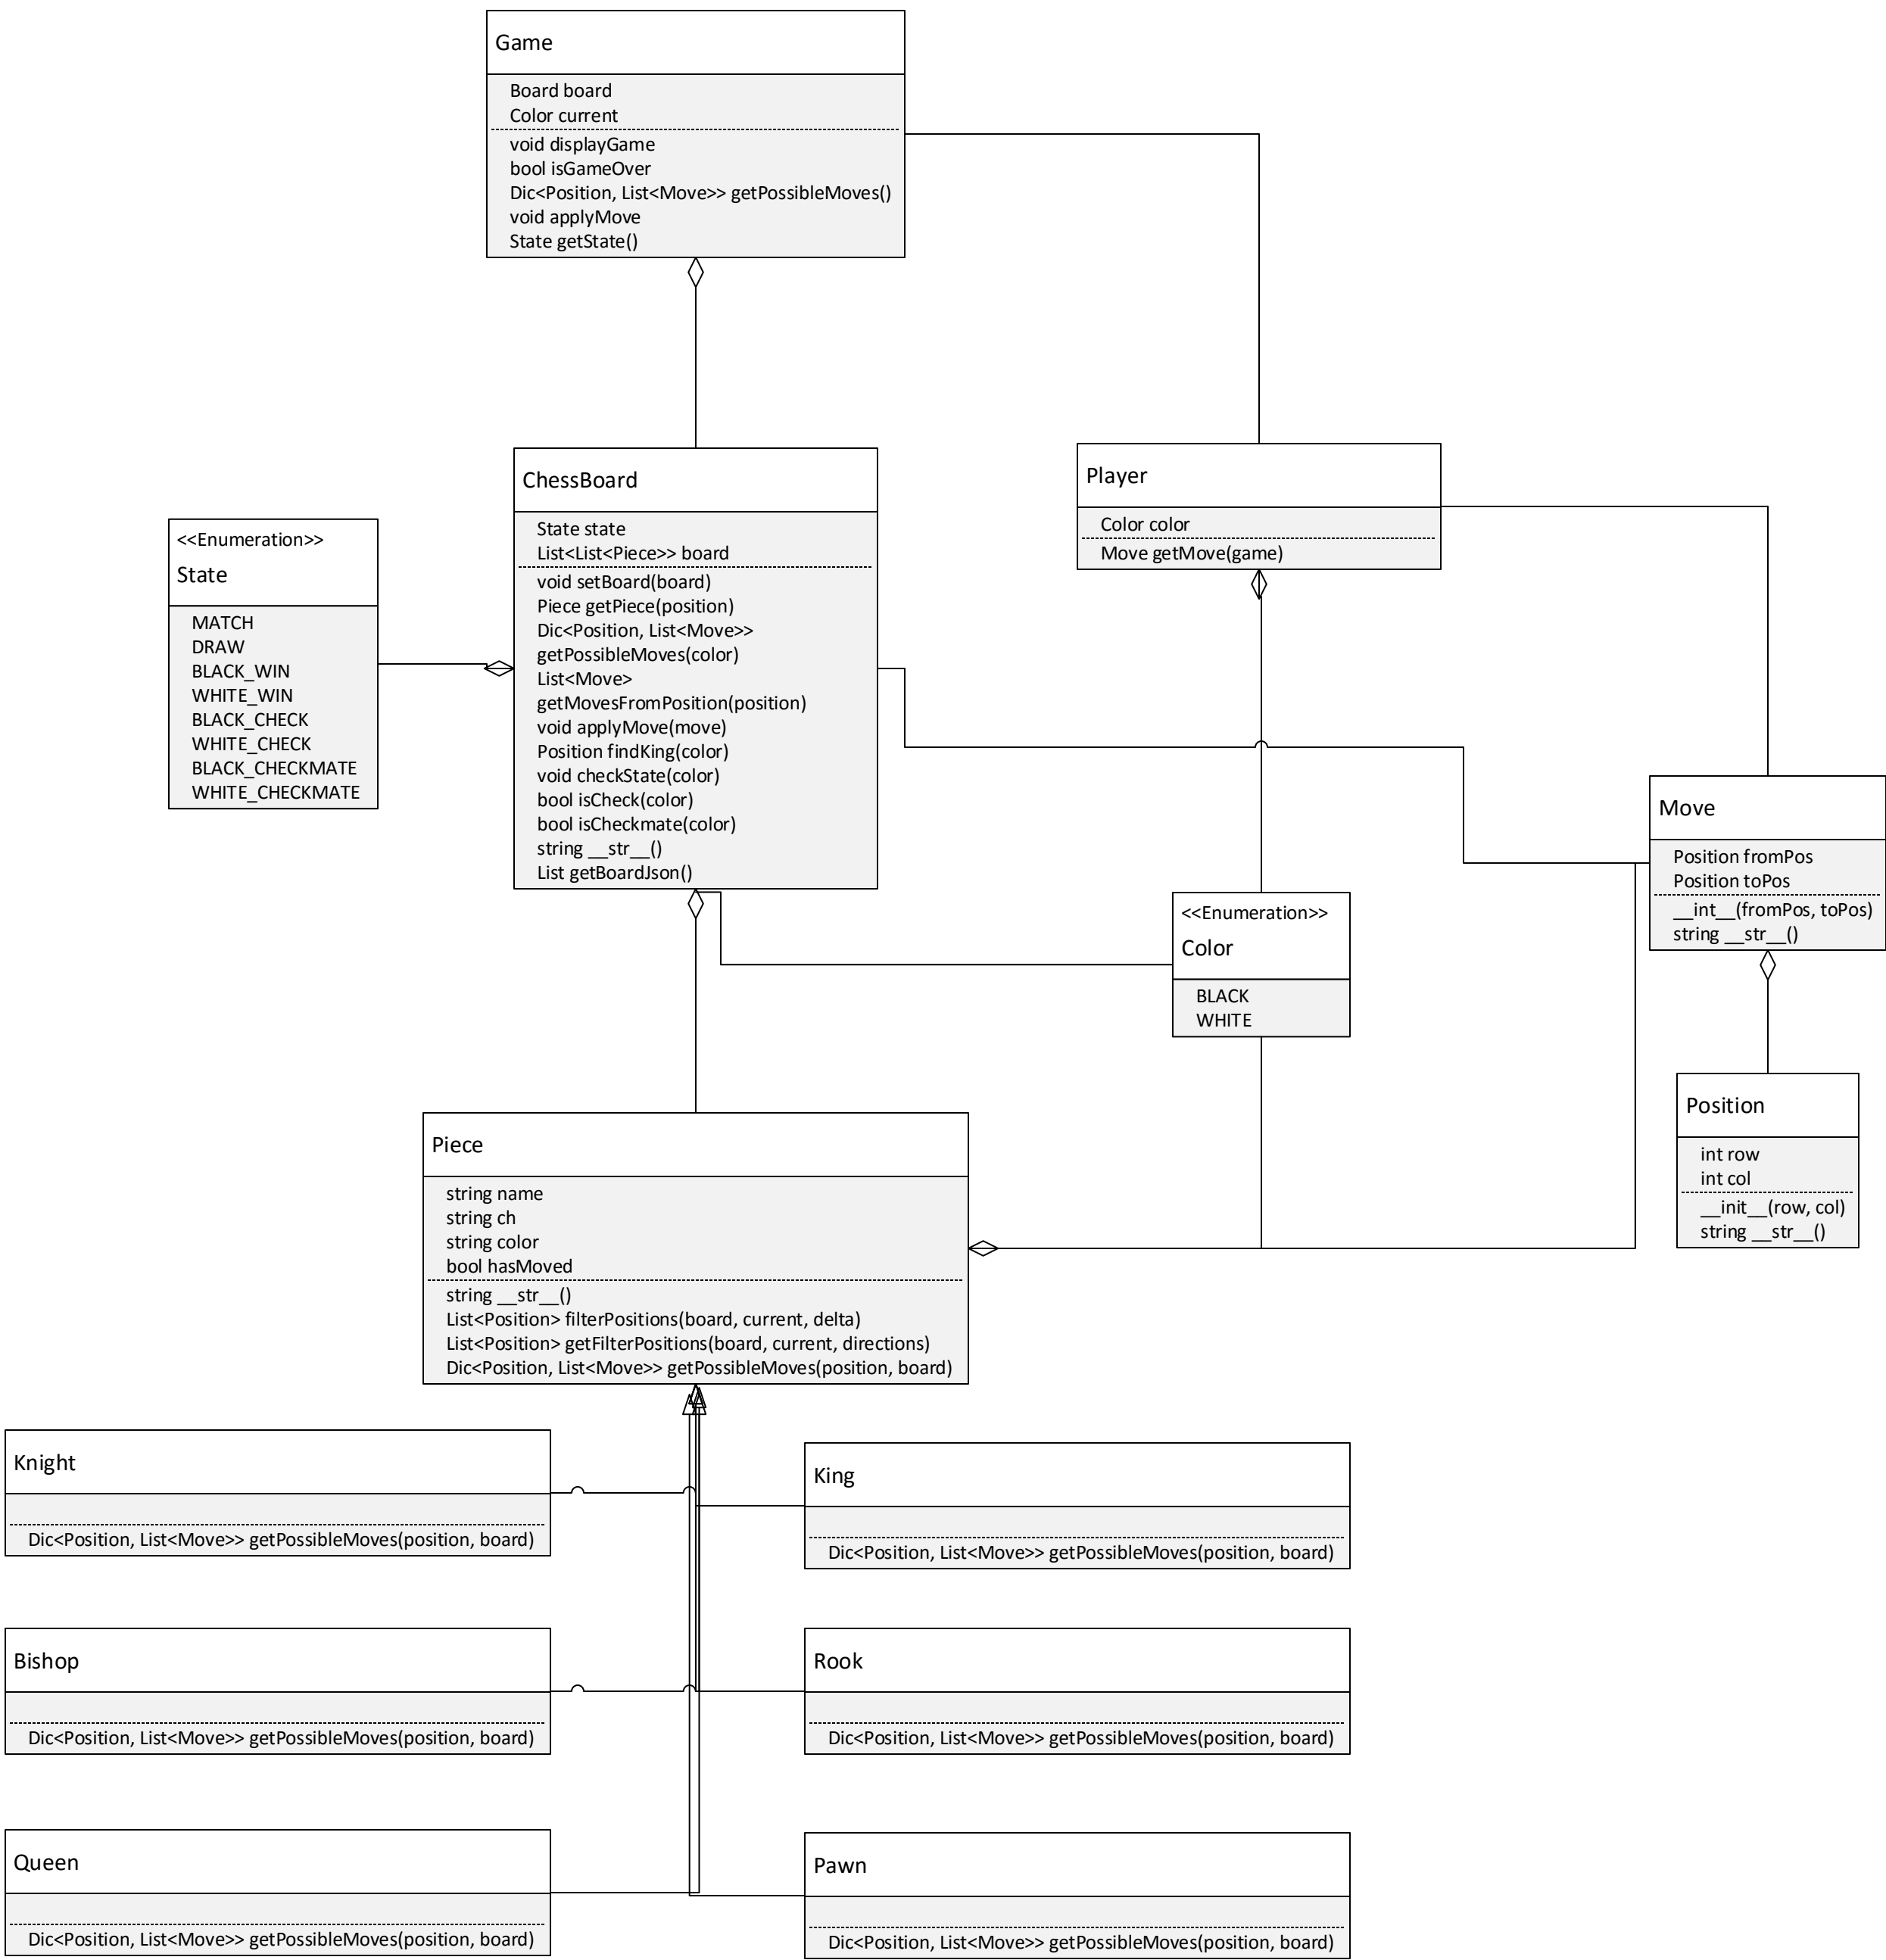 Game
Board board
Color current
void displayGame
bool isGameOver
Dic<Position, List<Move>> getPossibleMoves()
void applyMove
State getState()
ChessBoard
State state
List<List<Piece>> board
void setBoard(board)
Piece getPiece(position)
Dic<Position, List<Move>>
getPossibleMoves(color)
List<Move>
getMovesFromPosition(position)
void applyMove(move)
Position findKing(color)
void checkState(color)
bool isCheck(color)
bool isCheckmate(color)
string __str__()
List getBoardJson()
Player
Color color
Move getMove(game)
<<Enumeration>>
State
MATCH
DRAW
BLACK_WIN
WHITE_WIN
BLACK_CHECK
WHITE_CHECK
BLACK_CHECKMATE
WHITE_CHECKMATE
Move
Position fromPos
Position toPos
__int__(fromPos, toPos)
string __str__()
<<Enumeration>>
Color
BLACK
WHITE
Position
int row
int col
__init__(row, col)
string __str__()
Piece
string name
string ch
string color
bool hasMoved
string __str__()
List<Position> filterPositions(board, current, delta)
List<Position> getFilterPositions(board, current, directions)
Dic<Position, List<Move>> getPossibleMoves(position, board)
Knight
Dic<Position, List<Move>> getPossibleMoves(position, board)
King
Dic<Position, List<Move>> getPossibleMoves(position, board)
Bishop
Dic<Position, List<Move>> getPossibleMoves(position, board)
Rook
Dic<Position, List<Move>> getPossibleMoves(position, board)
Queen
Dic<Position, List<Move>> getPossibleMoves(position, board)
Pawn
Dic<Position, List<Move>> getPossibleMoves(position, board)